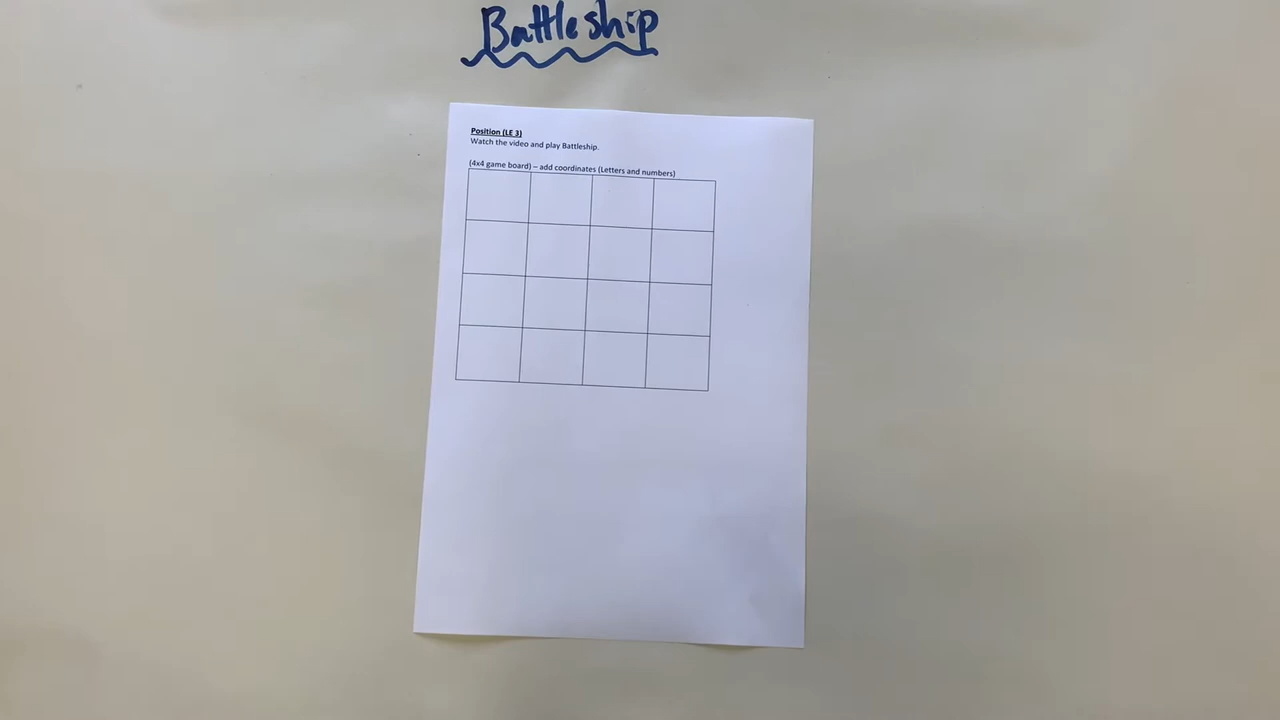 Battleship
Position (LE 3)
Watch the video and play Battleship.
(4x4 game board) – add coordinates (Letters and numbers)